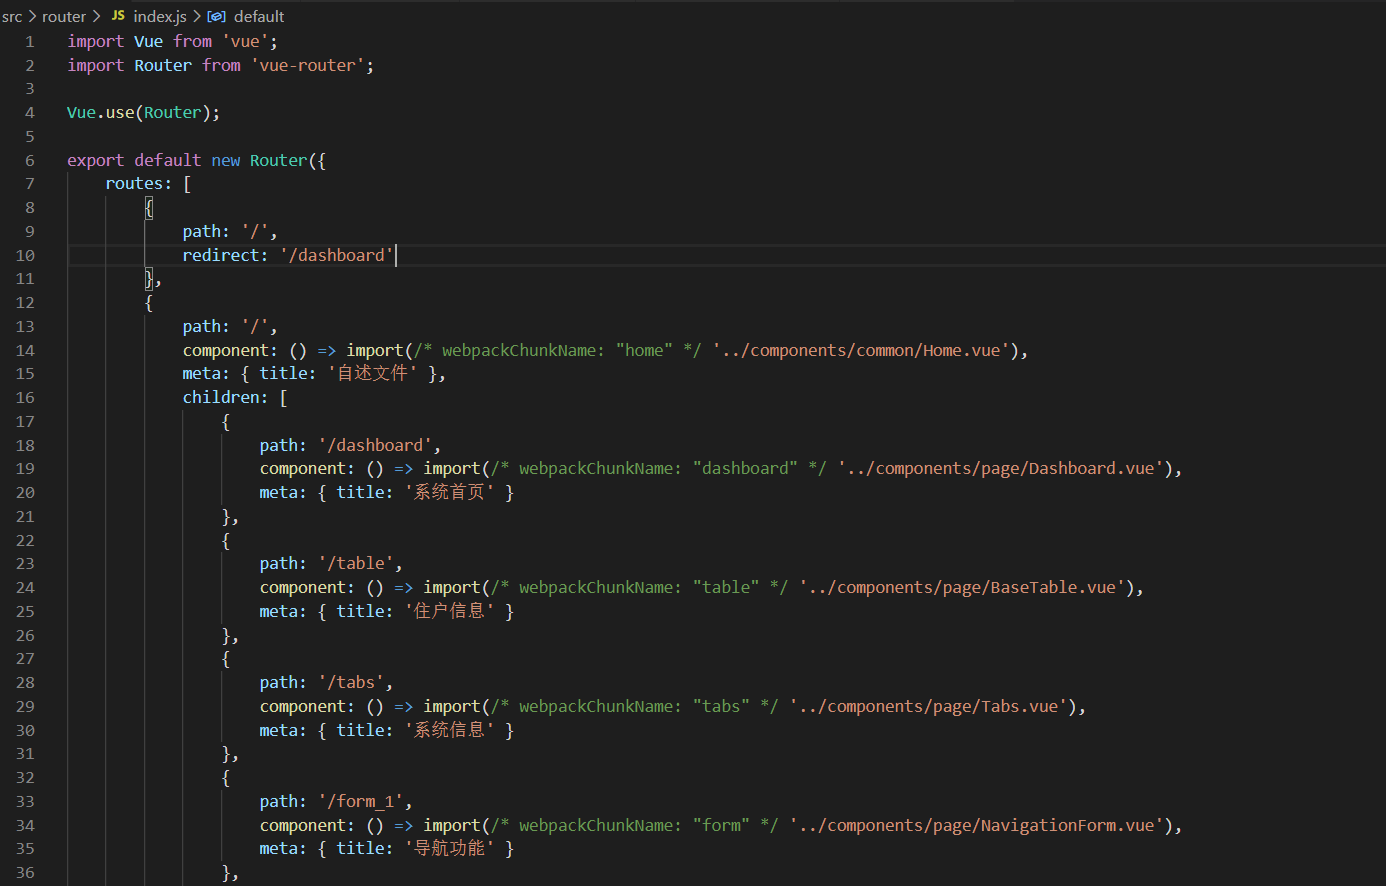 src > router > JS index.js > default
1 import Vue from 'vue';
2 import Router from 'vue-router';
3
4 Vue.use(Router);
5
6 export default new Router({
7     routes: [
8         {
9             path: '/',
10             redirect: '/dashboard'
11         },
12         {
13             path: '/',
14             component: () => import(/* webpackChunkName: "home" */ '../components/common/Home.vue'),
15             meta: { title: '自述文件' },
16             children: [
17                 {
18                     path: '/dashboard',
19                     component: () => import(/* webpackChunkName: "dashboard" */ '../components/page/Dashboard.vue'),
20                     meta: { title: '系统首页' }
21                 },
22                 {
23                     path: '/table',
24                     component: () => import(/* webpackChunkName: "table" */ '../components/page/BaseTable.vue'),
25                     meta: { title: '住户信息' }
26                 },
27                 {
28                     path: '/tabs',
29                     component: () => import(/* webpackChunkName: "tabs" */ '../components/page/Tabs.vue'),
30                     meta: { title: '系统信息' }
31                 },
32                 {
33                     path: '/form_1',
34                     component: () => import(/* webpackChunkName: "form" */ '../components/page/NavigationForm.vue'),
35                     meta: { title: '导航功能' }
36                 },